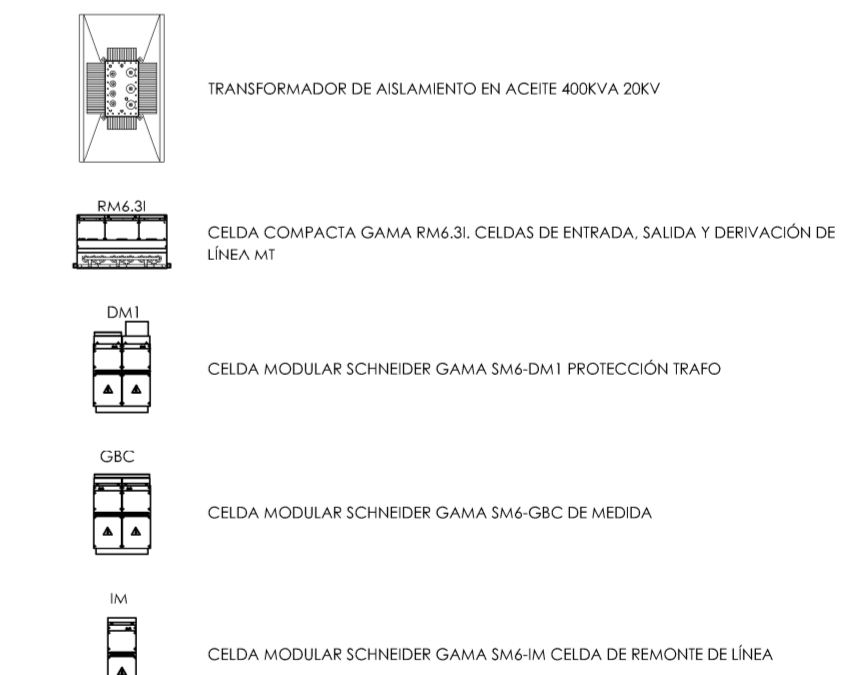 TRANSFORMADOR DE AISLAMIENTO EN ACEITE 400KVA 20KV
RM6.3I
CELDA COMPACTA GAMA RM6.3I. CELDAS DE ENTRADA, SALIDA Y DERIVACIÓN DE
LÍNEA MT
DM1
CELDA MODULAR SCHNEIDER GAMA SM6-DM1 PROTECCIÓN TRAFO
GBC
CELDA MODULAR SCHNEIDER GAMA SM6-GBC DE MEDIDA
IM
CELDA MODULAR SCHNEIDER GAMA SM6-IM CELDA DE REMONTE DE LÍNEA